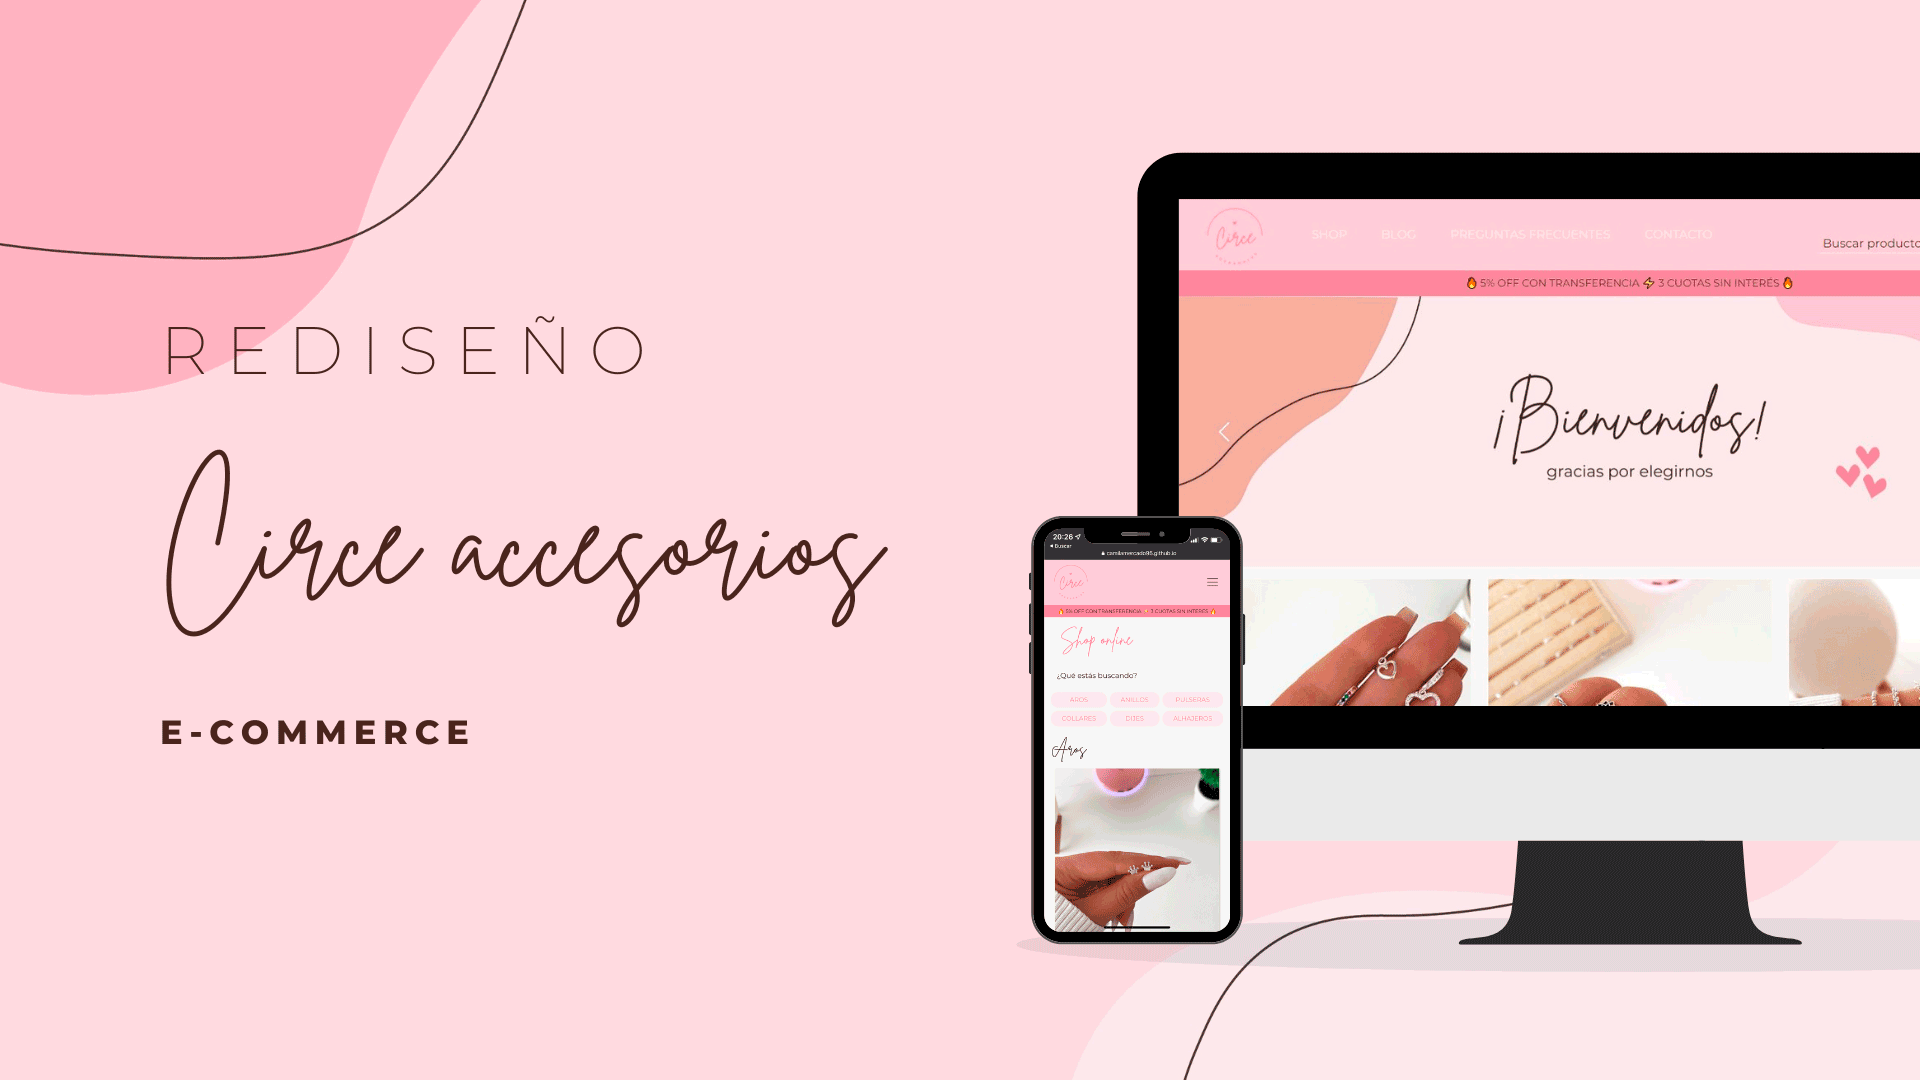 REDISEÑO
Circe accesorios
E-COMMERCE
Circe
SHOP BLOG PREGUNTAS FRECUENTES CONTACTO
Buscar producto
🔥 5% OFF CON TRANSFERENCIA ⚡ 3 CUOTAS SIN INTERÉS 🔥
¡Bienvenidos!
gracias por elegirnos
20:26
Buscar
camilamercado98.github.io
Circe
🔥 5% OFF CON TRANSFERENCIA ⚡ 3 CUOTAS SIN INTERÉS 🔥
Shop online
¿Qué estás buscando?
AROS ANILLOS PULSERAS
COLLARES DIJES ALHAJEROS
Aros